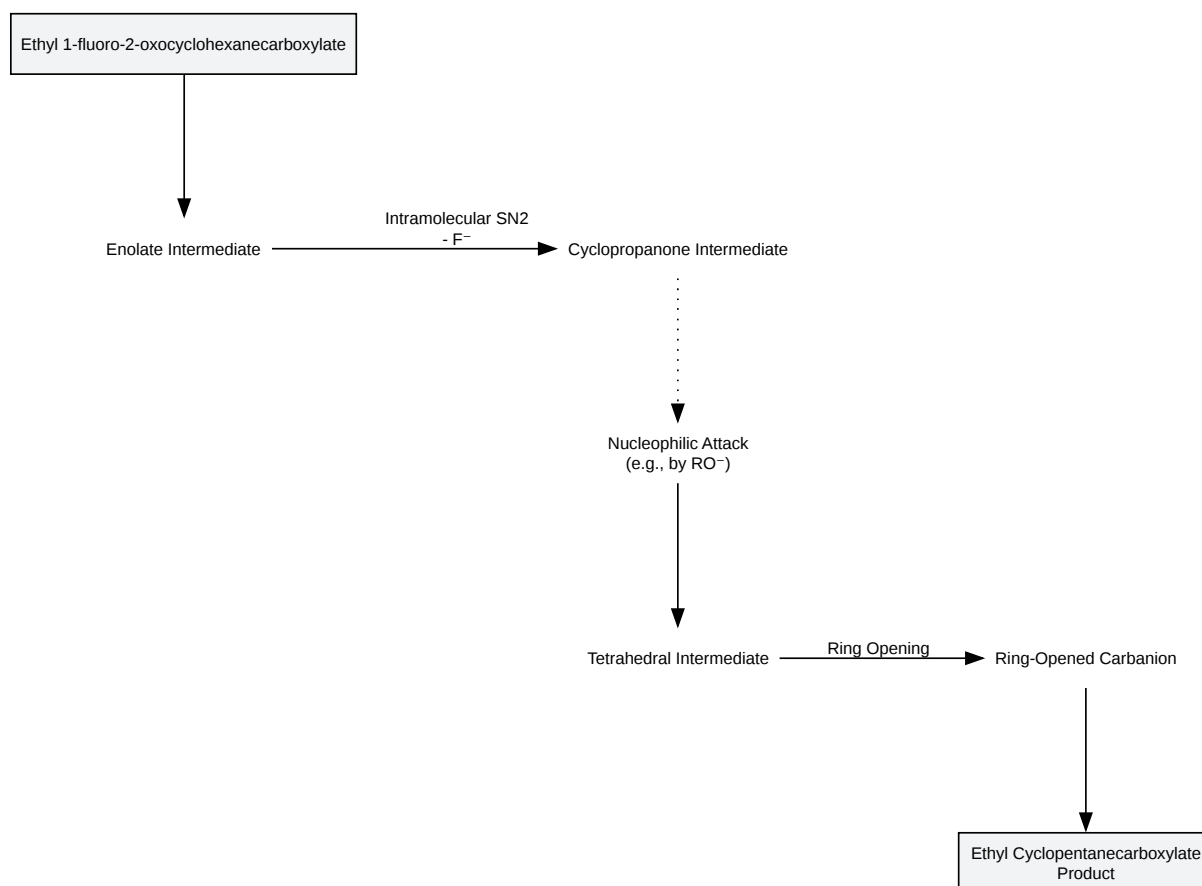 Ethyl 1-fluoro-2-oxocyclohexanecarboxylate
Intramolecular SN2
- F⁻
Enolate Intermediate
Cyclopropanone Intermediate
Nucleophilic Attack
(e.g., by RO⁻)
Tetrahedral Intermediate
Ring Opening
Ring-Opened Carbanion
Ethyl Cyclopentanecarboxylate
Product